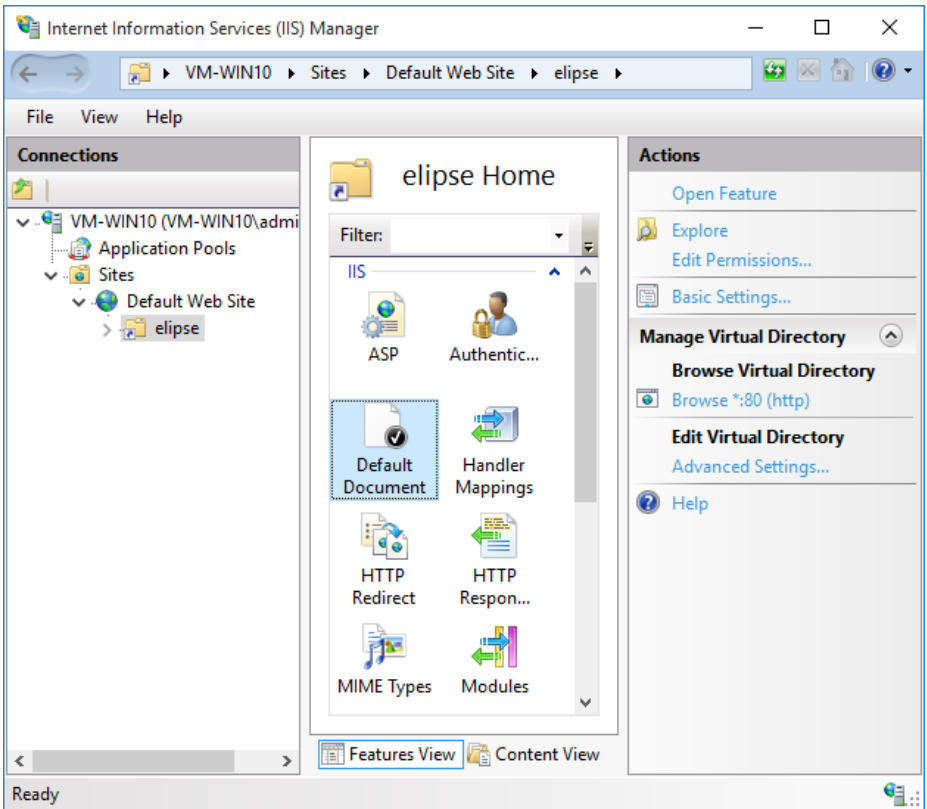 Internet Information Services (IIS) Manager
VM-WIN10 Sites Default Web Site elipse
File View Help
Connections
VM-WIN10 (VM-WIN10\admi
Application Pools
Sites
Default Web Site
elipse
elipse Home
Filter:
IIS
ASP
Authentic...
Default
Document
Handler
Mappings
HTTP
Redirect
HTTP
Respon...
MIME Types
Modules
Features View
Content View
Actions
Open Feature
Explore
Edit Permissions...
Basic Settings...
Manage Virtual Directory
Browse Virtual Directory
Browse *:80 (http)
Edit Virtual Directory
Advanced Settings...
Help
Ready